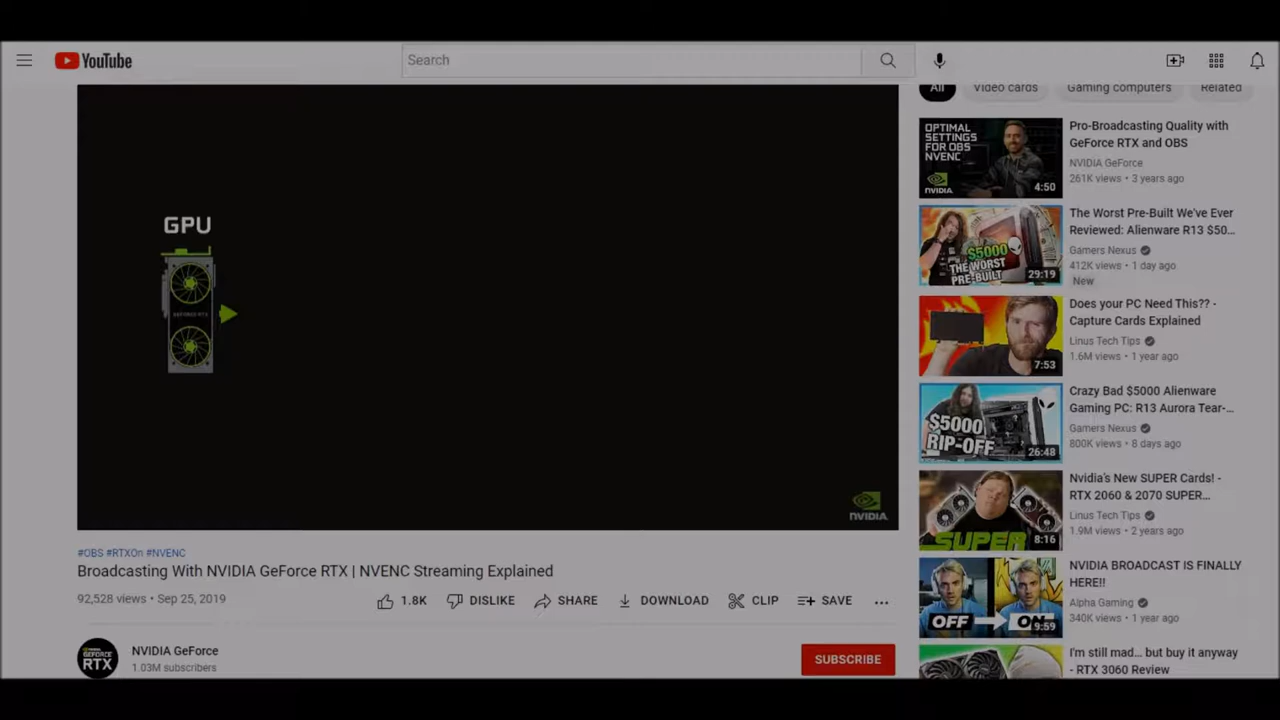 YouTube
Search
All
Video cards
Gaming computers
Related
GPU
GEFORCE RTX
NVIDIA.
#OBS #RTXOn #NVENC
Broadcasting With NVIDIA GeForce RTX | NVENC Streaming Explained
92,528 views • Sep 25, 2019
1.8K
DISLIKE
SHARE
DOWNLOAD
CLIP
SAVE
GEFORCE
RTX
NVIDIA GeForce
1.03M subscribers
SUBSCRIBE
OPTIMAL
SETTINGS
FOR OBS
NVENC
NVIDIA
4:50
Pro-Broadcasting Quality with
GeForce RTX and OBS
NVIDIA GeForce
261K views • 3 years ago
$5000
THE WORST
PRE-BUILT
29:19
The Worst Pre-Built We've Ever
Reviewed: Alienware R13 $50...
Gamers Nexus
412K views • 1 day ago
New
7:53
Does your PC Need This?? -
Capture Cards Explained
Linus Tech Tips
1.6M views • 1 year ago
$5000
RIP-OFF
26:48
Crazy Bad $5000 Alienware
Gaming PC: R13 Aurora Tear-...
Gamers Nexus
800K views • 8 days ago
SUPER
8:16
Nvidia's New SUPER Cards! -
RTX 2060 & 2070 SUPER...
Linus Tech Tips
1.9M views • 2 years ago
OFF
ON
9:59
NVIDIA BROADCAST IS FINALLY
HERE!!
Alpha Gaming
340K views • 1 year ago
I'm still mad... but buy it anyway
- RTX 3060 Review